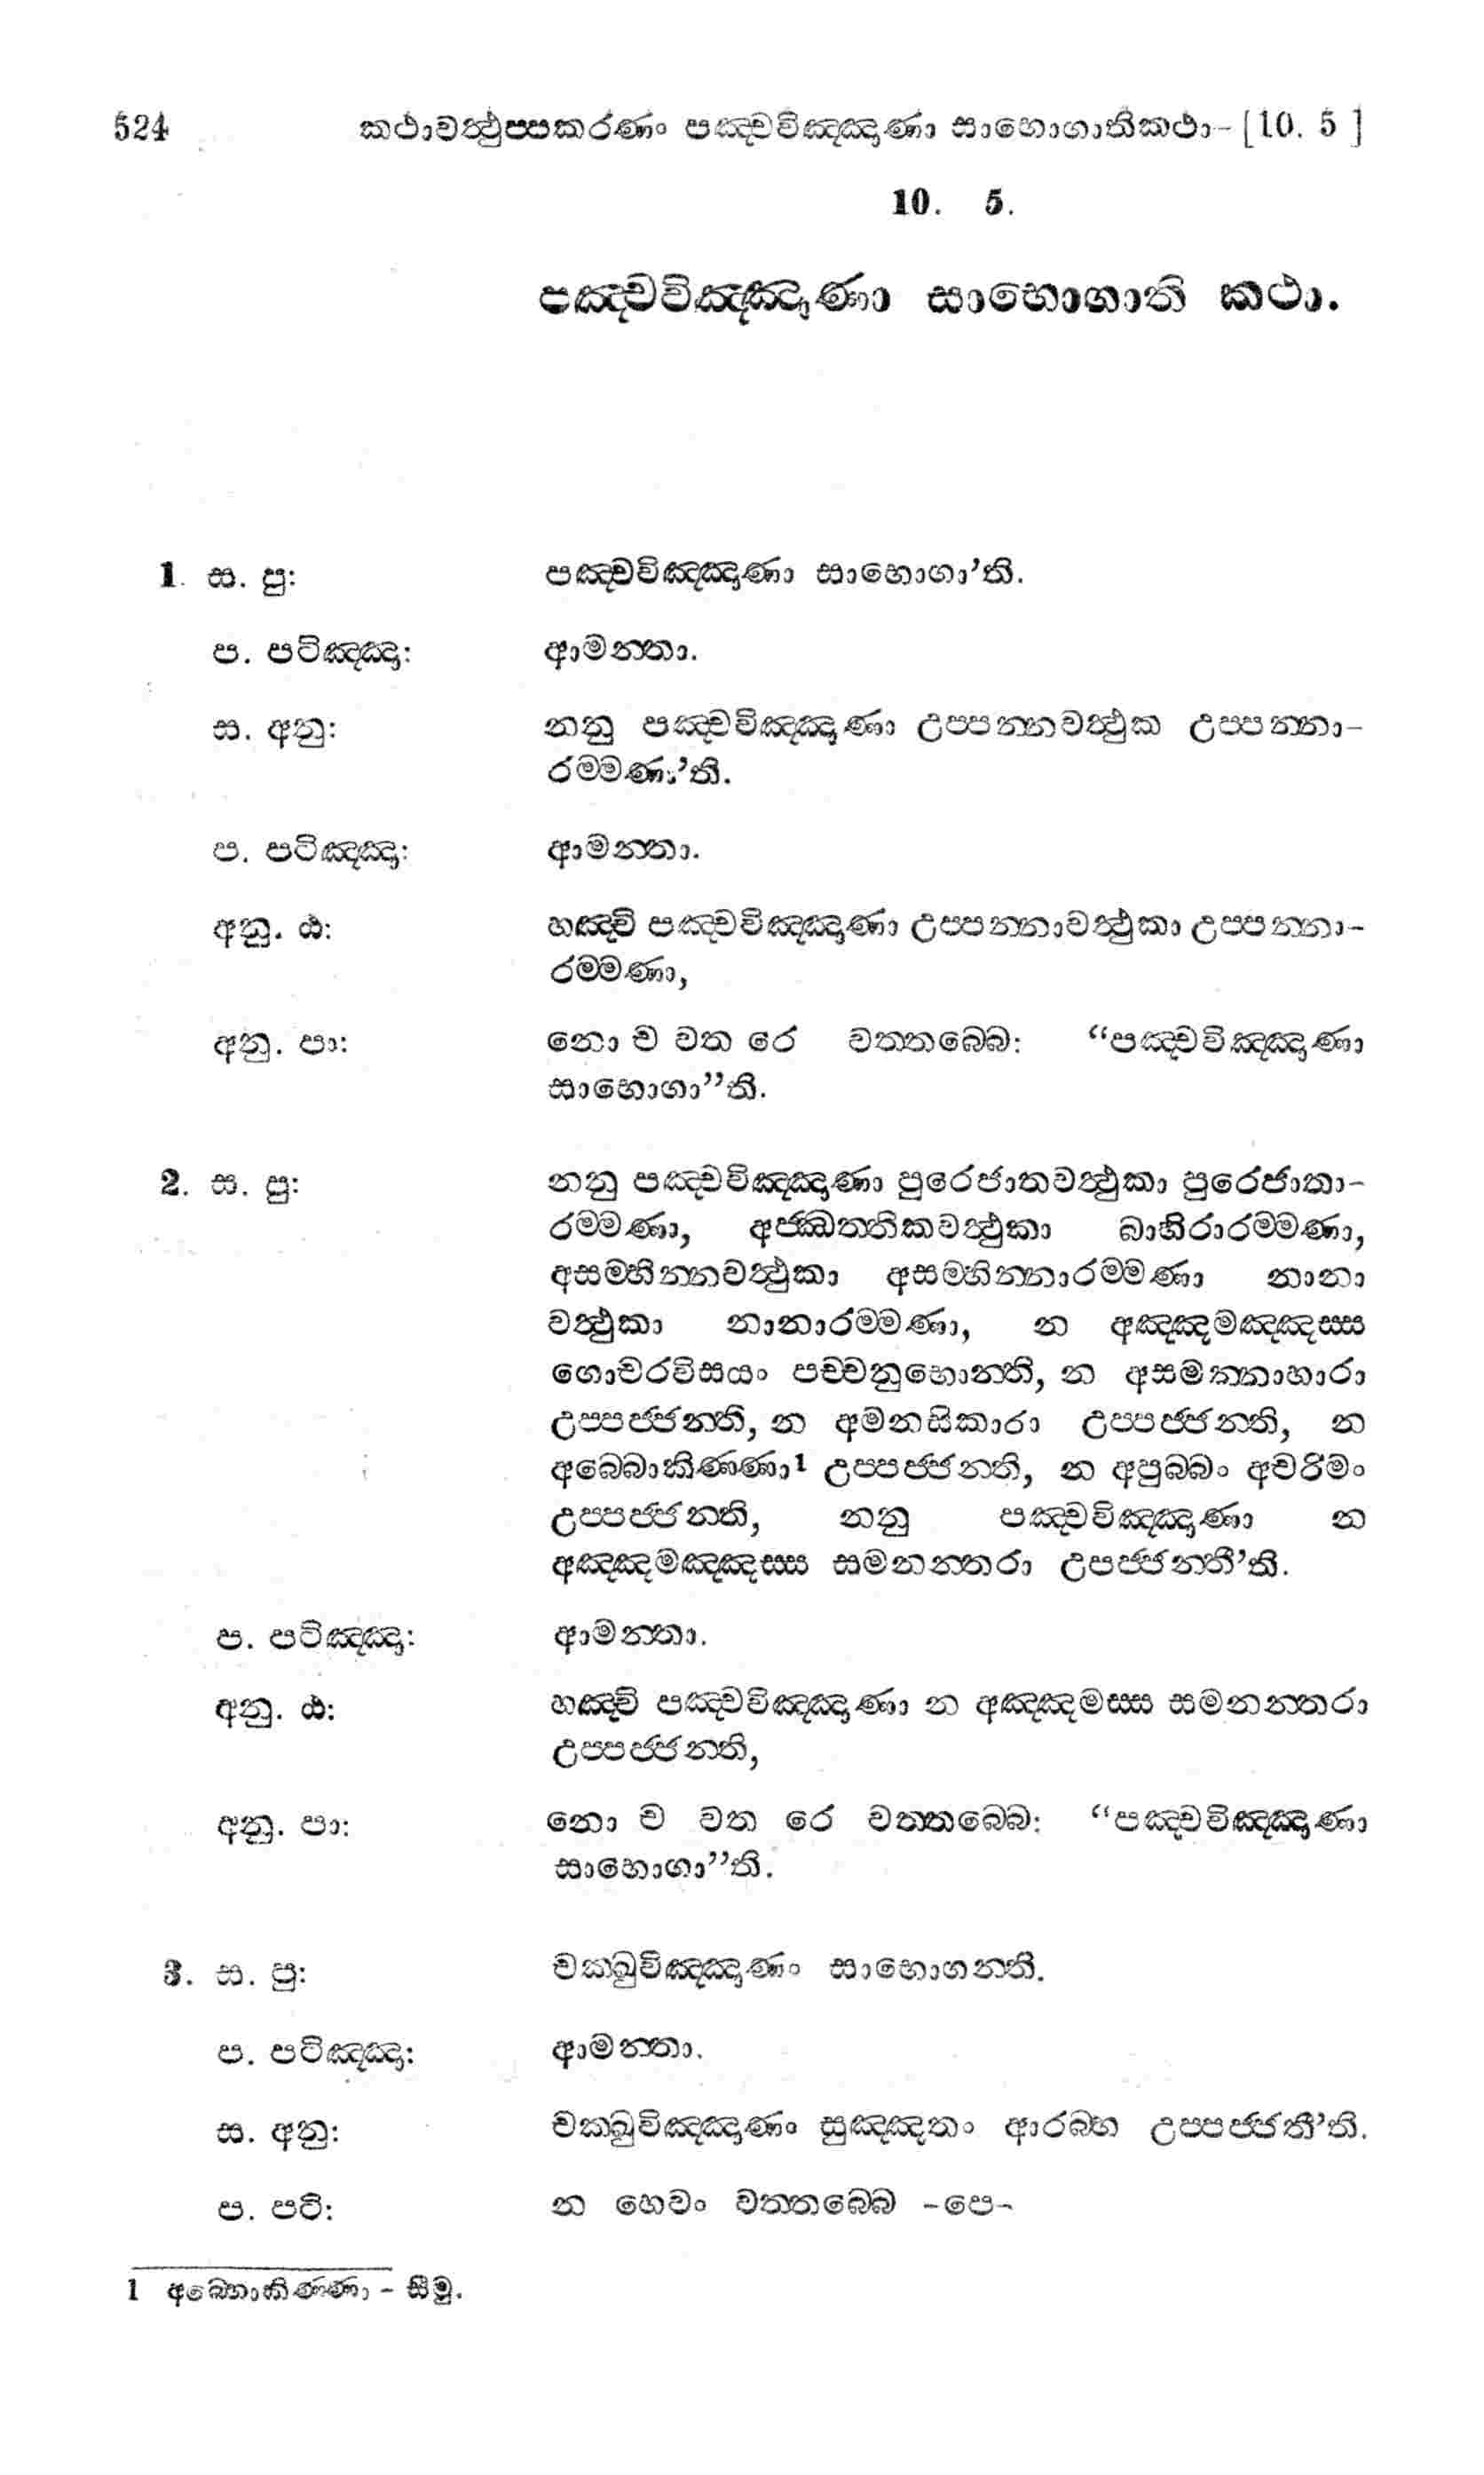 524 කථාවත්‍ථුප්පකරණං පඤ්චවිඤ්ඤාණා සාභොගාතිකථා-[10. 5 ]
10. 5.
පඤ්චවිඤ්ඤාණා සාභොගාති කථා.
1. ස. පු: පඤ්චවිඤ්ඤාණා සාභොගා’ති.
ප. පටිඤ්ඤා: ආමන්තා.
ස. අනු: නනු පඤ්චවිඤ්ඤාණා උප්පන්නවත්‍ථුක උප්පන්නා-
රම්මණා’ති.
ප. පටිඤ්ඤා: ආමන්තා.
අනු. ඨ: හඤ්චි පඤ්චවිඤ්ඤාණා උප්පන්නාවත්‍ථුකා උප්පන්නා-
රම්මණා,
අනු. පා: නො ච වත රෙ වත්තබ්බෙ: “පඤ්චවිඤ්ඤාණා
සාභොගා”ති.
2. ස. පු: නනු පඤ්චවිඤ්ඤාණා පුරෙජාතවත්‍ථුකා පුරෙජාතා-
රම්මණා, අජ්ඣත්තිකවත්‍ථුකා බාහිරාරම්මණා,
අසම්භින්නවත්‍ථුකා අසම්භින්නාරම්මණා නානා
වත්‍ථුකා නානාරම්මණා, න අඤ්ඤමඤ්ඤස්ස
ගොචරවිසයං පච්චනුභොන්ති, න අසමන්නාහාරා
උප්පජ්ජන්ති, න අමනසිකාරා උප්පජ්ජන්ති, න
අබ්බොකිණ්ණා¹ උප්පජ්ජන්ති, න අපුබ්බං අචරිමං
උප්පජ්ජන්ති, නනු පඤ්චවිඤ්ඤාණා න
අඤ්ඤමඤ්ඤස්ස සමනන්තරා උපජ්ජන්තී’ති.
ප. පටිඤ්ඤා: ආමන්තා.
අනු. ඨ: හඤ්චි පඤ්චවිඤ්ඤාණා න අඤ්ඤමස්ස සමනන්තරා
උප්පජ්ජන්ති,
අනු. පා: නො ච වත රෙ වත්තබ්බෙ: “පඤ්චවිඤ්ඤාණා
සාභොගා”ති.
3. ස. පු: චක්ඛුවිඤ්ඤාණං සාභොගන්ති.
ප. පටිඤ්ඤා: ආමන්තා.
ස. අනු: චක්ඛුවිඤ්ඤාණං සුඤ්ඤතං ආරබ්භ උප්පජ්ජතී’ති.
ප. පටි: න හෙවං වත්තබ්බෙ -පෙ-
1 අබ්භොකිණ්ණා - සීමු.